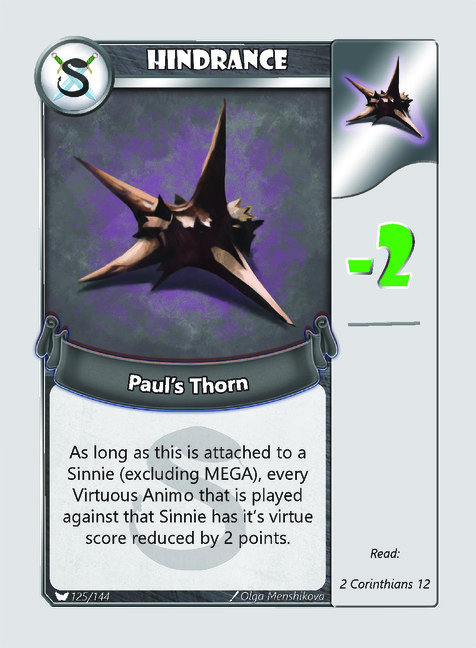 S
HINDRANCE
-2
Paul's Thorn
As long as this is attached to a
Sinnie (excluding MEGA), every
Virtuous Animo that is played
against that Sinnie has it's virtue
score reduced by 2 points.
S
Read:
2 Corinthians 12
125/144
Olga Menshikova